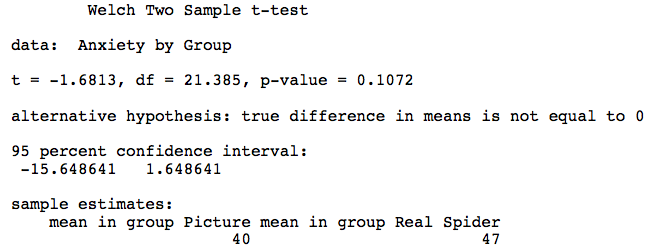 Welch Two Sample t-test
data:  Anxiety by Group
t = -1.6813, df = 21.385, p-value = 0.1072
alternative hypothesis: true difference in means is not equal to 0
95 percent confidence interval:
 -15.648641   1.648641
sample estimates:
    mean in group Picture mean in group Real Spider
                       40                        47